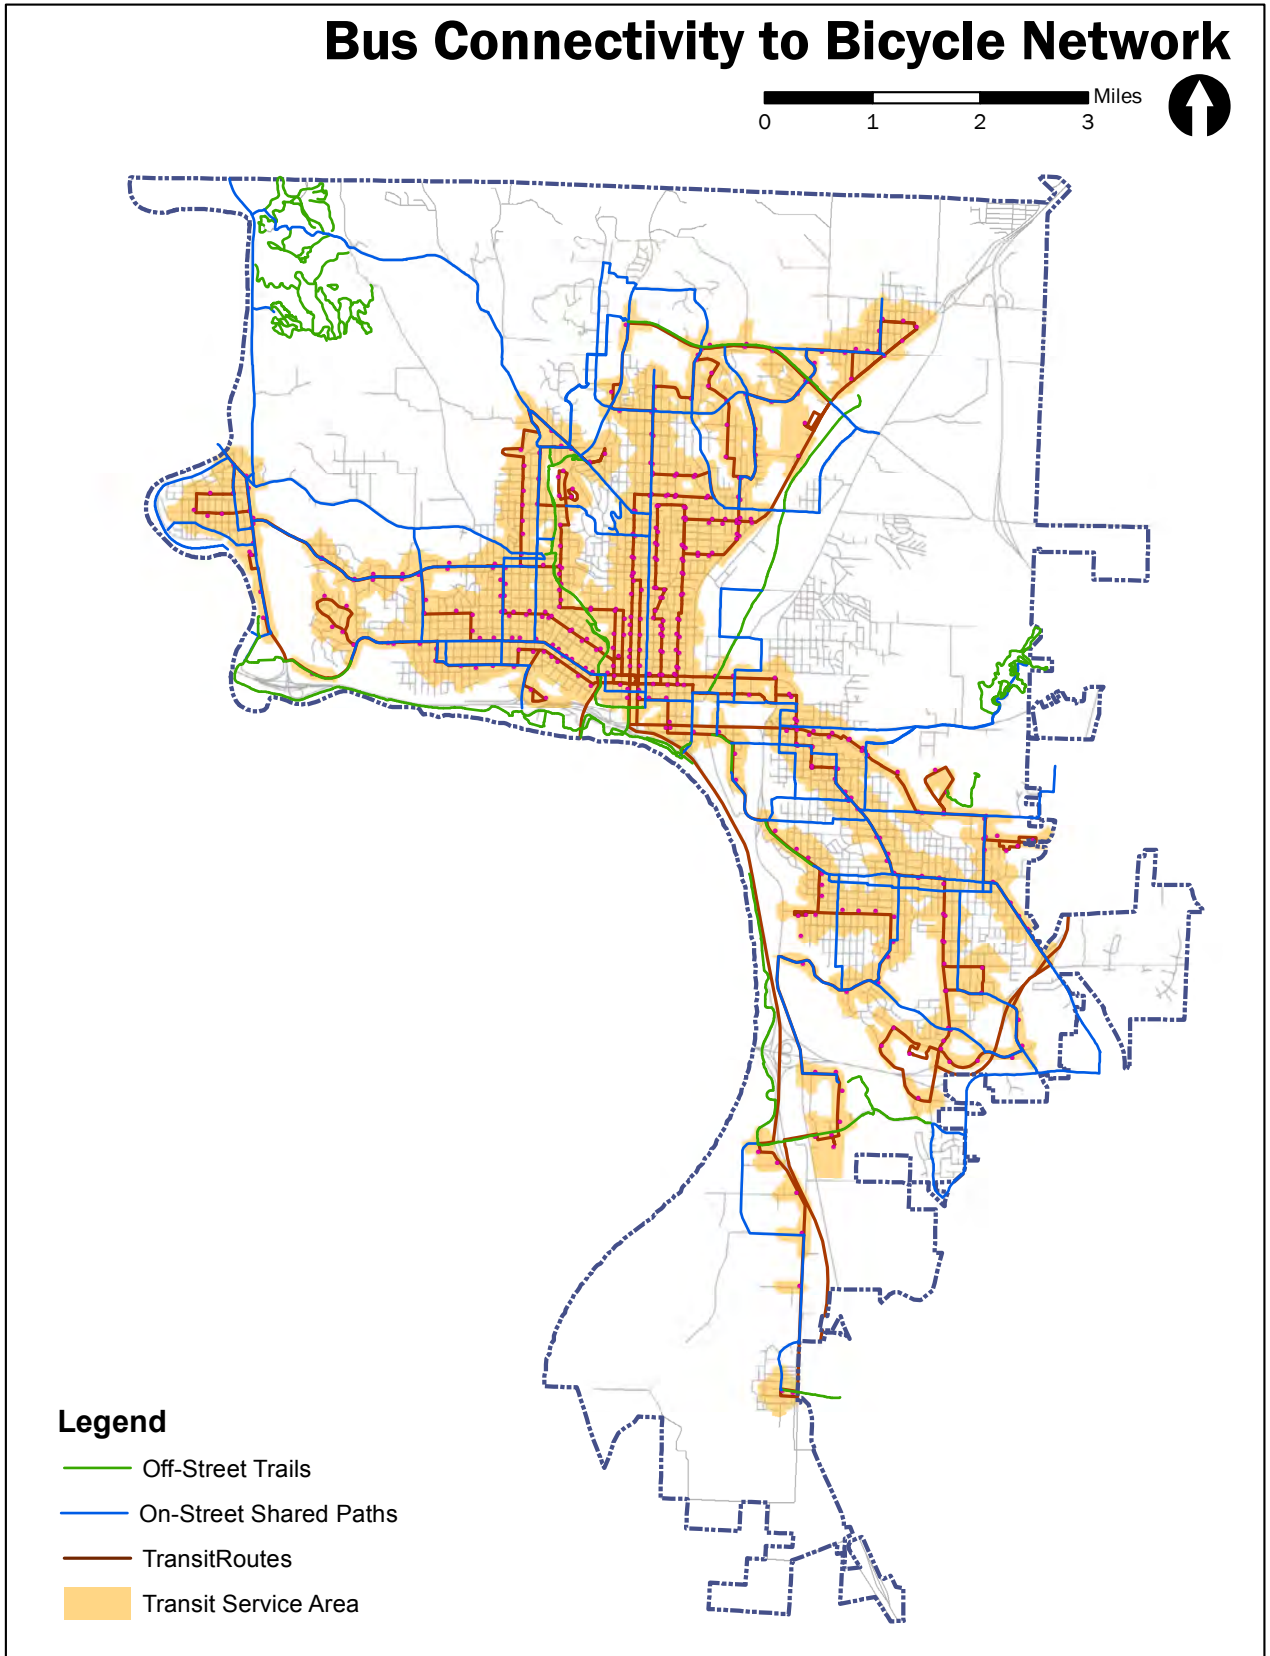 Bus Connectivity to Bicycle Network
Miles
0 1 2 3
Legend
Off-Street Trails
On-Street Shared Paths
TransitRoutes
Transit Service Area